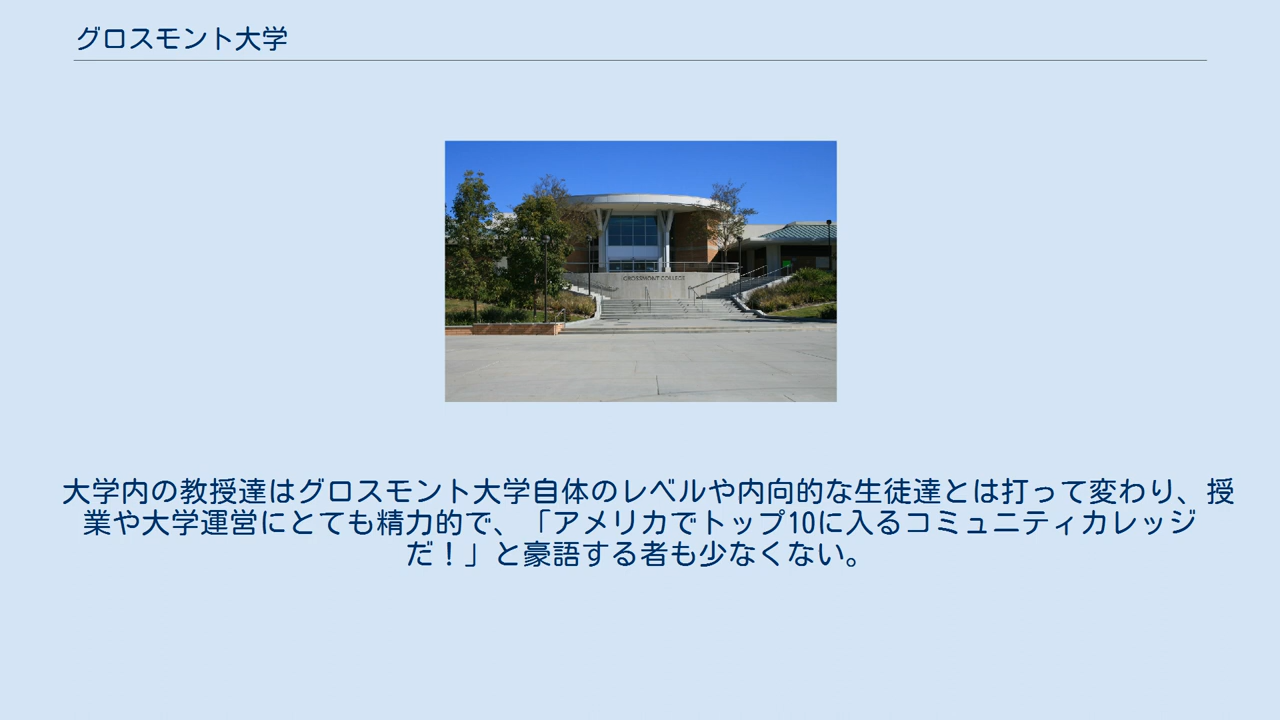 グロスモント大学
GROSSMONT COLLEGE
大学内の教授達はグロスモント大学自体のレベルや内向的な生徒達とは打って変わり、授
業や大学運営にとても精力的で、「アメリカでトップ10に入るコミュニティカレッジ
だ！」と豪語する者も少なくない。